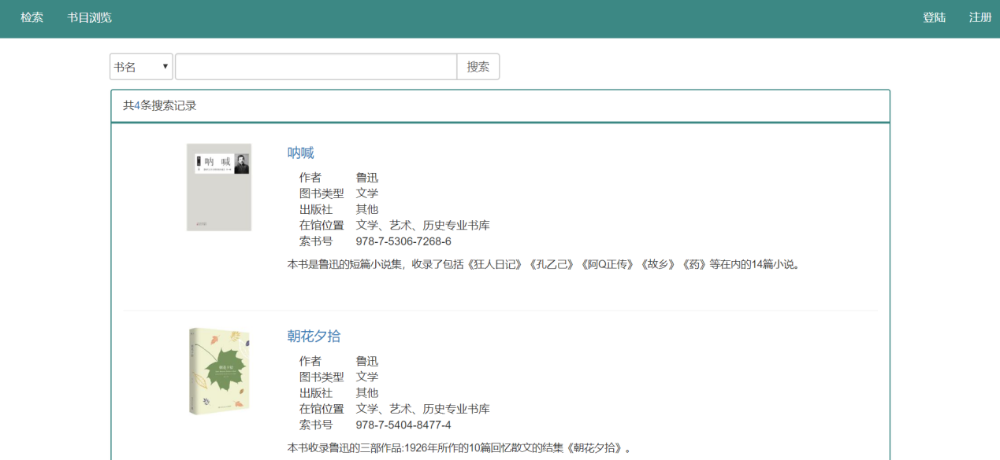 检索 书目浏览 登陆 注册
书名 搜索
共4条搜索记录
呐喊
呐 喊
作者 鲁迅
图书类型 文学
出版社 其他
在馆位置 文学、艺术、历史专业书库
索书号 978-7-5306-7268-6
本书是鲁迅的短篇小说集，收录了包括《狂人日记》《孔乙己》《阿Q正传》《故乡》《药》等在内的14篇小说。
朝花夕拾
作者 鲁迅
图书类型 文学
出版社 其他
在馆位置 文学、艺术、历史专业书库
朝花夕拾
索书号 978-7-5404-8477-4
本书收录鲁迅的三部作品:1926年所作的10篇回忆散文的结集《朝花夕拾》。